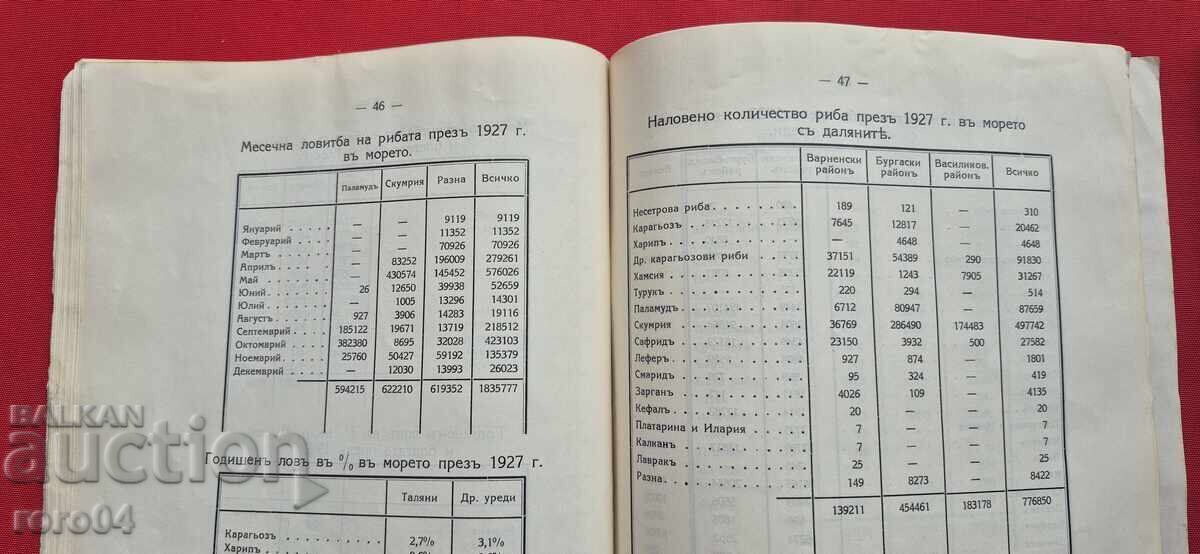 — 46 —
Месечна ловитба на рибата презъ 1927 г.
въ морето.
Паламудъ Скумрия Разна Всичко
Януарий . . . . . — — 9119 9119
Февруарий . . . . — — 11352 11352
Мартъ . . . . . . — — 70926 70926
Априлъ . . . . . . — 83252 196009 279261
Май . . . . . . . — 430574 145452 576026
Юний . . . . . . . 26 12650 39938 52659
Юлий . . . . . . . — 1005 13296 14301
Августъ . . . . . 927 3906 14283 19116
Септемврий . . . . 185122 19671 13719 218512
Октомврий . . . . 382380 8695 32028 423103
Ноемврий . . . . . 25760 50427 59192 135379
Декемврий . . . . — 12030 13993 26023
594215 622210 619352 1835777
Годишенъ ловъ въ % въ морето презъ 1927 г.
Таляни Др. уреди
Карагьозъ 2,7% 3,1%
Харипъ
— 47 —
Наловено количество риба презъ 1927 г. въ морето
съ далянитѣ.
Варненски районъ Бургаски районъ Василиков. районъ Всичко
Несетрова риба . . . . . . . 189 121 — 310
Карагьозъ . . . . . . . . 7645 12817 — 20462
Харипъ . . . . . . . . . — 4648 — 4648
Др. карагьозови риби . . . . . 37151 54389 290 91830
Хамсия . . . . . . . . . 22119 1243 7905 31267
Турукъ . . . . . . . . . 220 294 — 514
Паламудъ . . . . . . . . 6712 80947 — 87659
Скумрия . . . . . . . . 36769 286490 174483 497742
Сафридъ . . . . . . . . 23150 3932 500 27582
Леферъ . . . . . . . . . 927 874 — 1801
Смаридъ . . . . . . . . 95 324 — 419
Зарганъ . . . . . . . . 4026 109 — 4135
Кефалъ . . . . . . . . . 20 — — 20
Платарина и Илария . . . . . 7 — — 7
Калканъ . . . . . . . . 7 — — 7
Лавракъ . . . . . . . . 25 — — 25
Разна . . . . . . . . . 149 8273 — 8422
139211 454461 183178 776850
BALKAN
auction
roro04